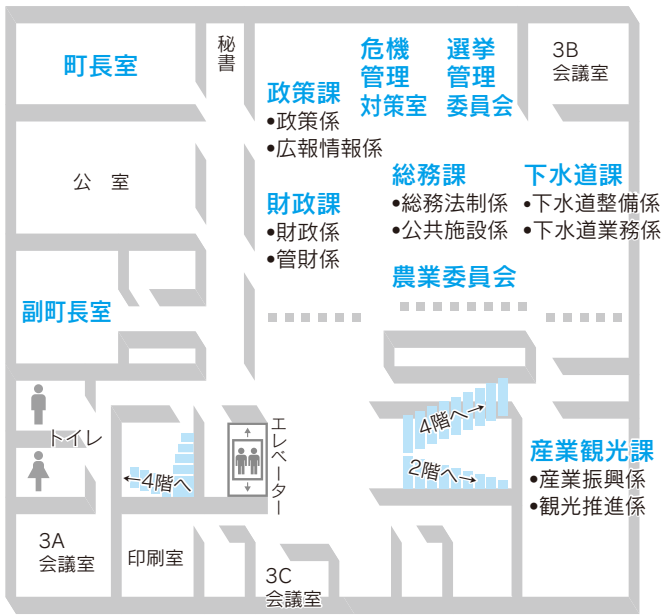 町長室
秘書
危機
管理
対策室
選挙
管理
委員会
3B
会議室
政策課
•政策係
•広報情報係
公 室
財政課
•財政係
•管財係
総務課
•総務法制係
•公共施設係
下水道課
•下水道整備係
•下水道業務係
農業委員会
副町長室
トイレ
←4階へ
エレベーター
4階へ→
2階へ→
産業観光課
•産業振興係
•観光推進係
3A
会議室
印刷室
3C
会議室